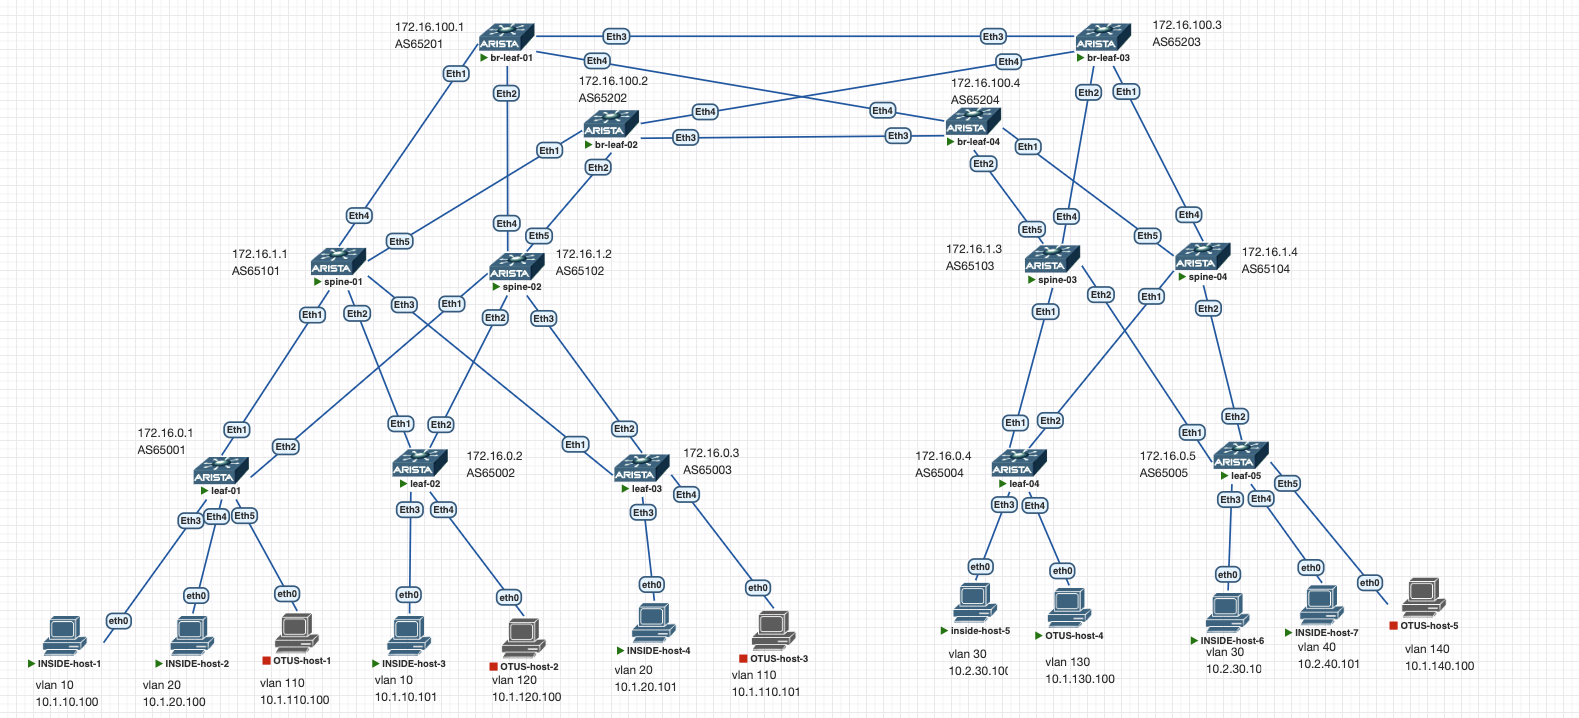 172.16.100.1
AS65201
ARISTA
br-leaf-01
Eth3
Eth3
ARISTA
br-leaf-03
172.16.100.3
AS65203
Eth1
Eth2
Eth4
Eth4
Eth2
Eth1
172.16.100.2
AS65202
ARISTA
br-leaf-02
Eth4
Eth3
Eth4
Eth3
172.16.100.4
AS65204
ARISTA
br-leaf-04
Eth1
Eth2
Eth2
Eth1
Eth4
Eth5
Eth4
Eth5
Eth5
Eth4
Eth5
Eth4
172.16.1.1
AS65101
ARISTA
spine-01
ARISTA
spine-02
172.16.1.2
AS65102
172.16.1.3
AS65103
ARISTA
spine-03
ARISTA
spine-04
172.16.1.4
AS65104
Eth1
Eth2
Eth3
Eth1
Eth2
Eth3
Eth1
Eth2
Eth1
Eth2
Eth1
Eth2
Eth1
Eth2
Eth1
Eth2
Eth1
Eth2
Eth1
Eth2
172.16.0.1
AS65001
ARISTA
leaf-01
ARISTA
leaf-02
172.16.0.2
AS65002
ARISTA
leaf-03
172.16.0.3
AS65003
172.16.0.4
AS65004
ARISTA
leaf-04
172.16.0.5
AS65005
ARISTA
leaf-05
Eth3
Eth4
Eth5
Eth3
Eth4
Eth3
Eth4
Eth3
Eth4
Eth3
Eth4
Eth5
eth0
eth0
eth0
eth0
eth0
eth0
eth0
eth0
eth0
eth0
eth0
eth0
INSIDE-host-1
vlan 10
10.1.10.100
INSIDE-host-2
vlan 20
10.1.20.100
OTUS-host-1
vlan 110
10.1.110.100
INSIDE-host-3
vlan 10
10.1.10.101
OTUS-host-2
vlan 120
10.1.120.100
INSIDE-host-4
vlan 20
10.1.20.101
OTUS-host-3
vlan 110
10.1.110.101
inside-host-5
vlan 30
10.2.30.100
OTUS-host-4
vlan 130
10.1.130.100
INSIDE-host-6
vlan 30
10.2.30.10
INSIDE-host-7
vlan 40
10.2.40.101
OTUS-host-5
vlan 140
10.1.140.100